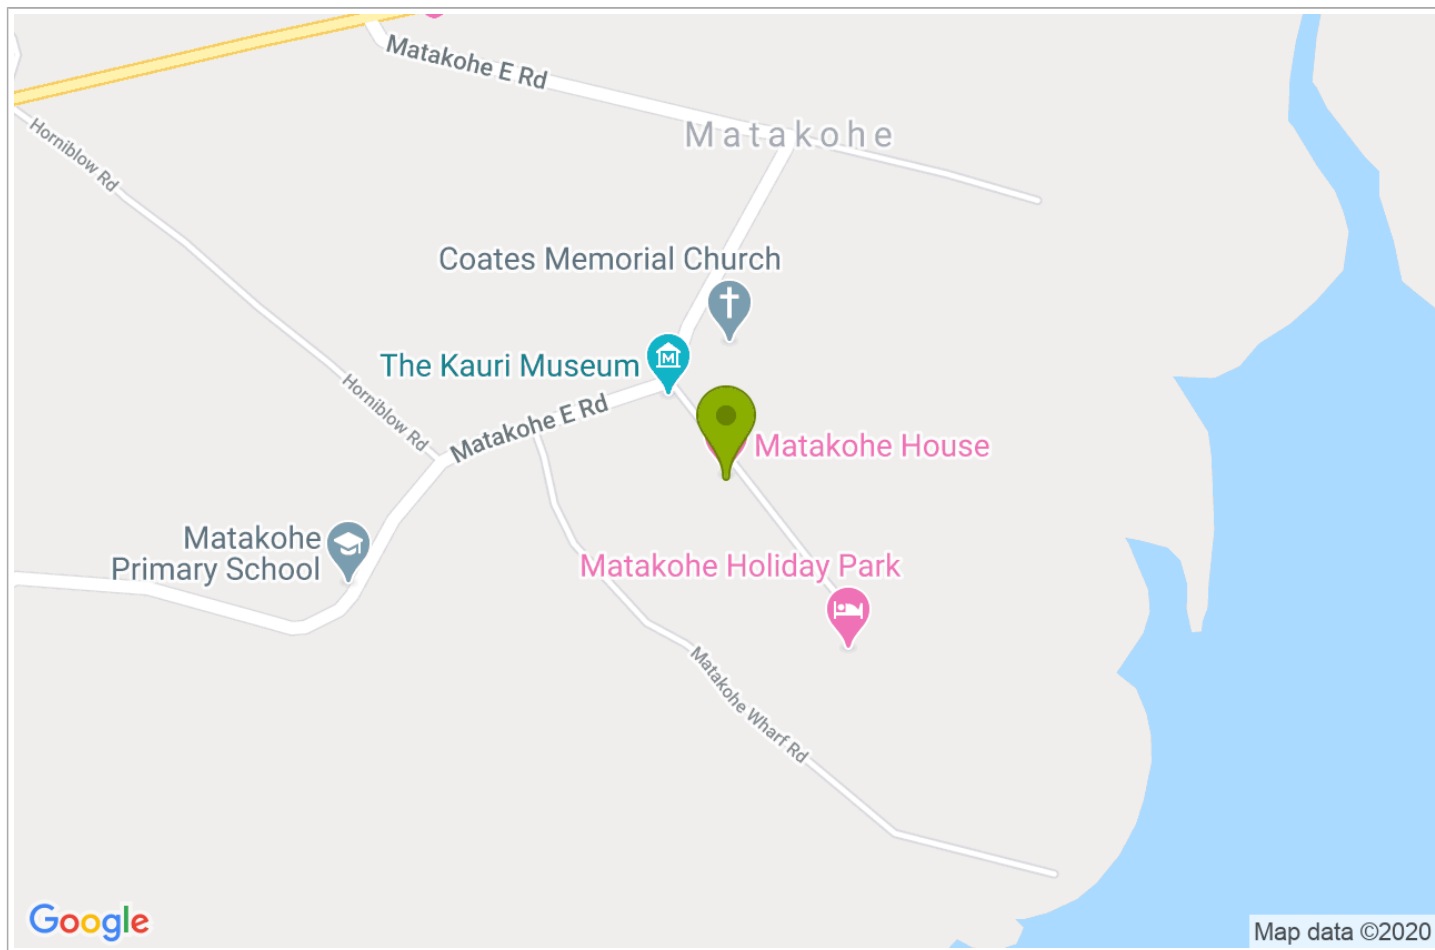 Matakohe E Rd
Horniblow Rd
Matakohe
Coates Memorial Church
The Kauri Museum
M
Horniblow Rd
Matakohe E Rd
Matakohe House
Matakohe
Primary School
Matakohe Holiday Park
Matakohe Wharf Rd
Google
Map data ©2020